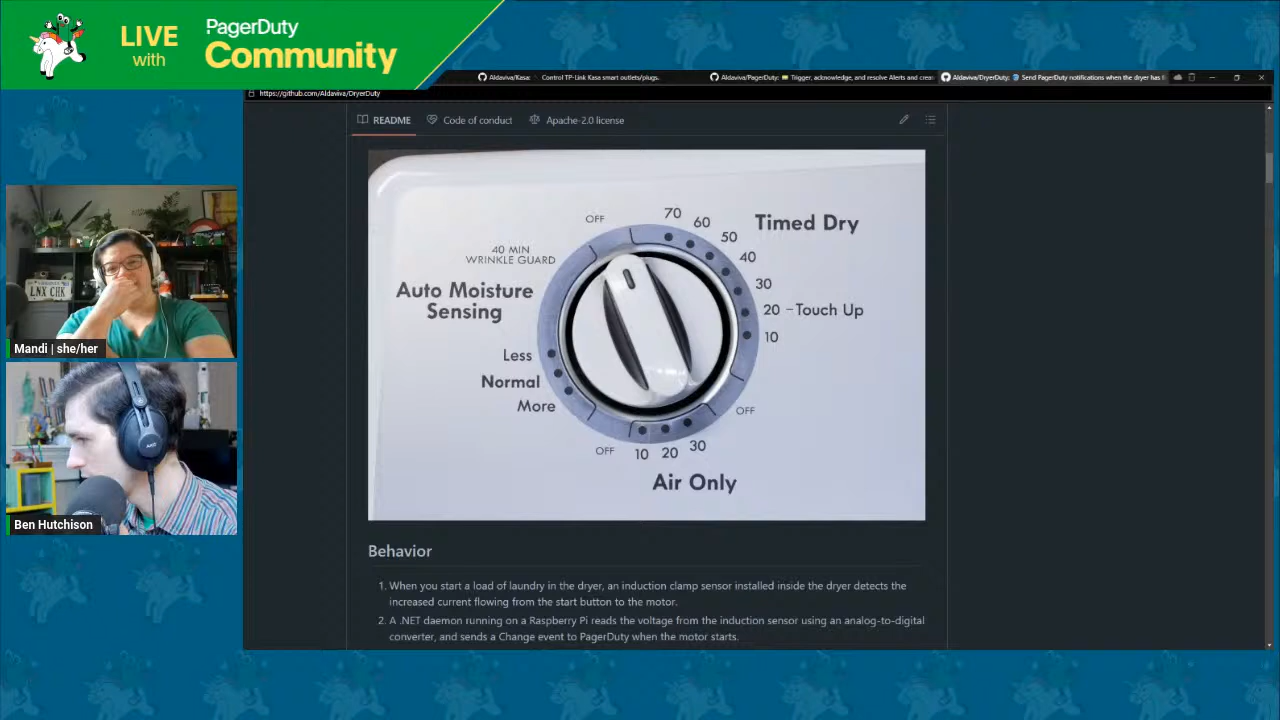 LIVE
with
PagerDuty
Community
Aldaviva/Kasa: Control TP-Link Kasa smart outlets/plugs.
Aldaviva/PagerDuty: Trigger, acknowledge, and resolve Alerts and crea
Aldaviva/DryerDuty: Send PagerDuty notifications when the dryer has fi
https://github.com/Aldaviva/DryerDuty
README
Code of conduct
Apache-2.0 license
OFF
70
60
50
40
30
20 - Touch Up
10
Timed Dry
40 MIN
WRINKLE GUARD
Auto Moisture
Sensing
Less
Normal
More
OFF
OFF
10 20 30
Air Only
LNX CHK
Mandi | she/her
AKG
Ben Hutchison
Behavior
1. When you start a load of laundry in the dryer, an induction clamp sensor installed inside the dryer detects the
increased current flowing from the start button to the motor.
2. A .NET daemon running on a Raspberry Pi reads the voltage from the induction sensor using an analog-to-digital
converter, and sends a Change event to PagerDuty when the motor starts.